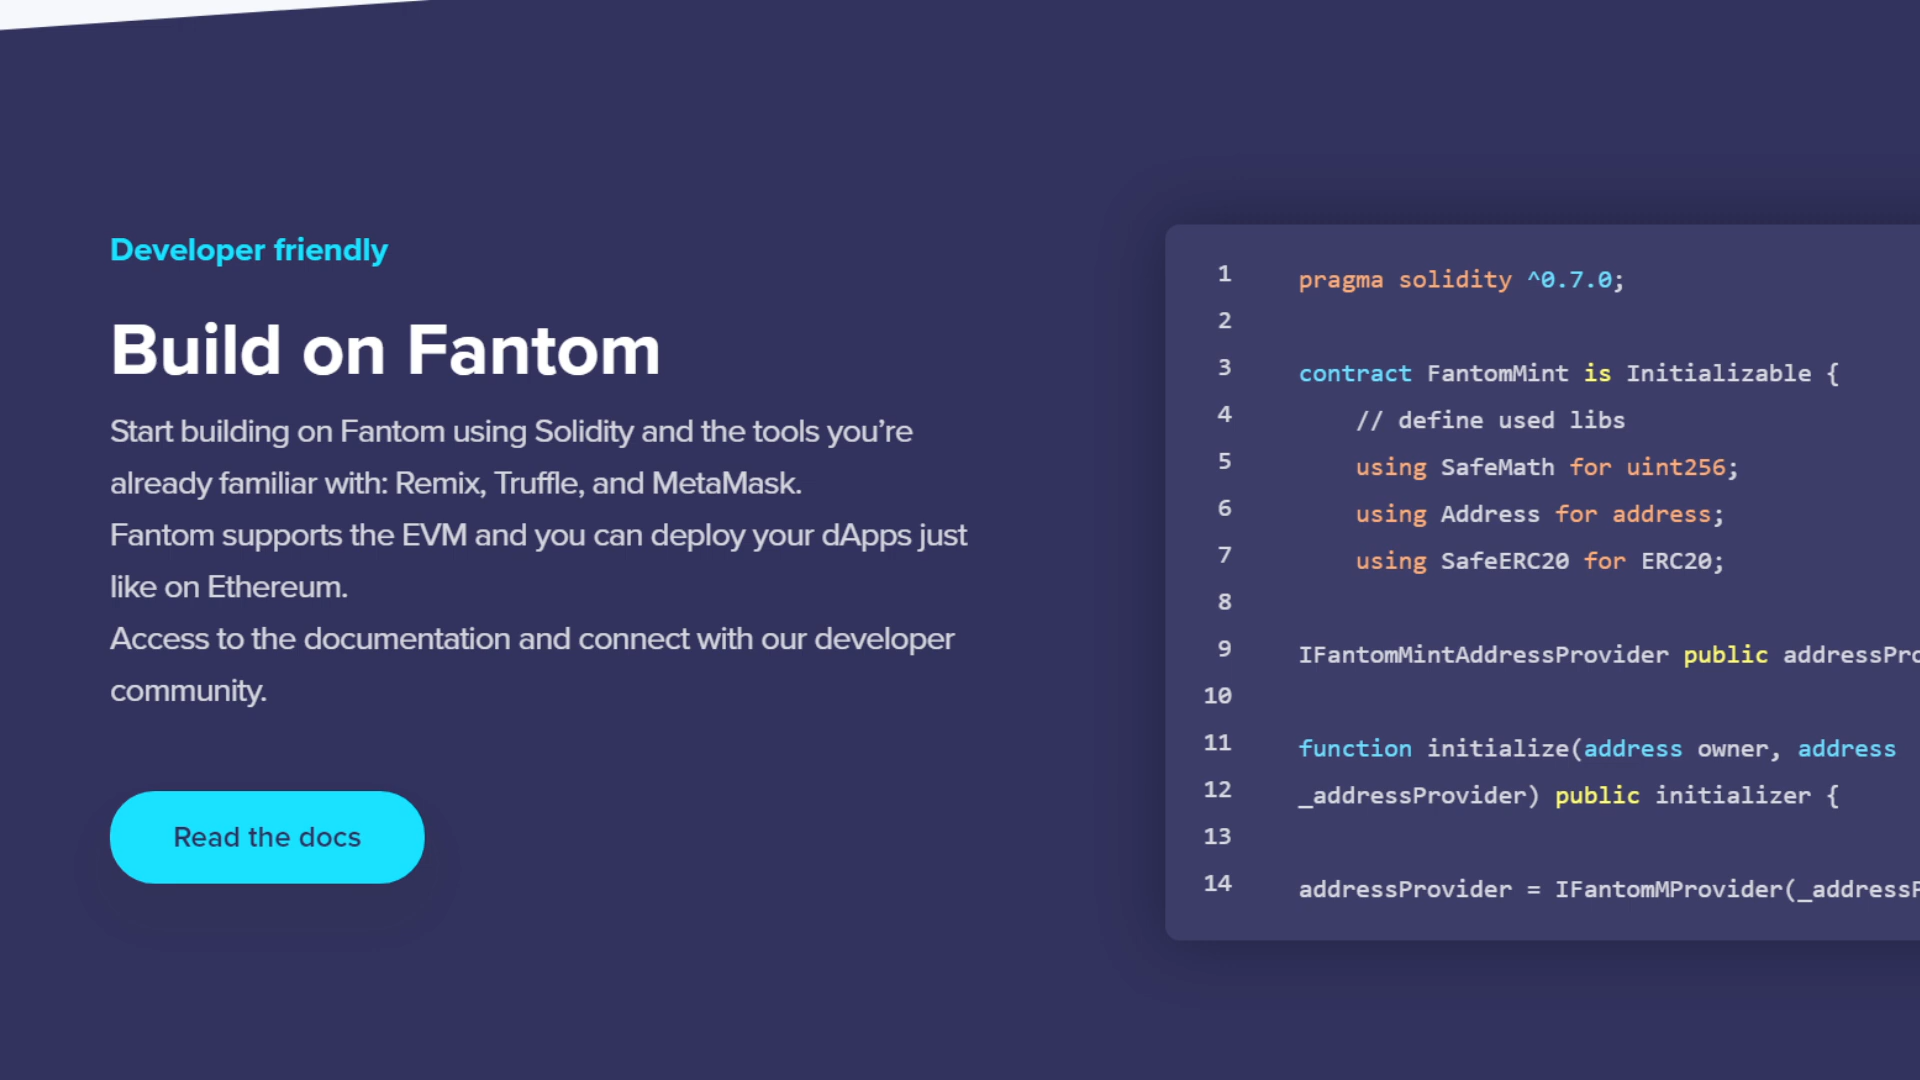 Developer friendly
Build on Fantom
Start building on Fantom using Solidity and the tools you’re
already familiar with: Remix, Truffle, and MetaMask.
Fantom supports the EVM and you can deploy your dApps just
like on Ethereum.
Access to the documentation and connect with our developer
community.
Read the docs
1 pragma solidity ^0.7.0;
2
3 contract FantomMint is Initializable {
4 // define used libs
5 using SafeMath for uint256;
6 using Address for address;
7 using SafeERC20 for ERC20;
8
9 IFantomMintAddressProvider public addressPro
10
11 function initialize(address owner, address
12 _addressProvider) public initializer {
13
14 addressProvider = IFantomMProvider(_addressP